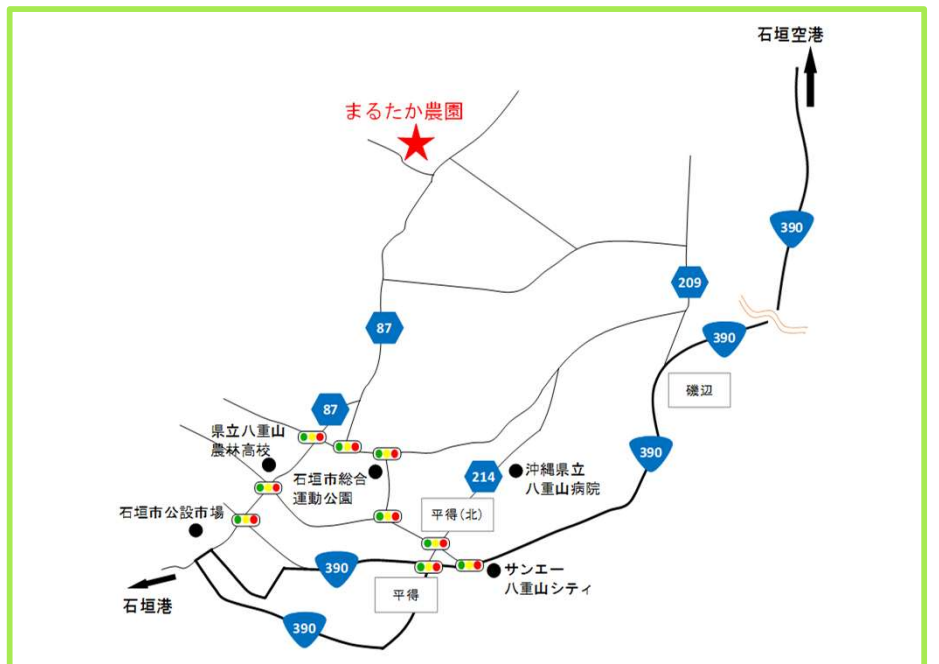 石垣空港
まるたか農園
390
209
87
390
87
磯辺
県立八重山
農林高校
390
石垣市総合
運動公園
214
沖縄県立
八重山病院
石垣市公設市場
平得(北)
390
サンエー
八重山シティ
平得
石垣港
390